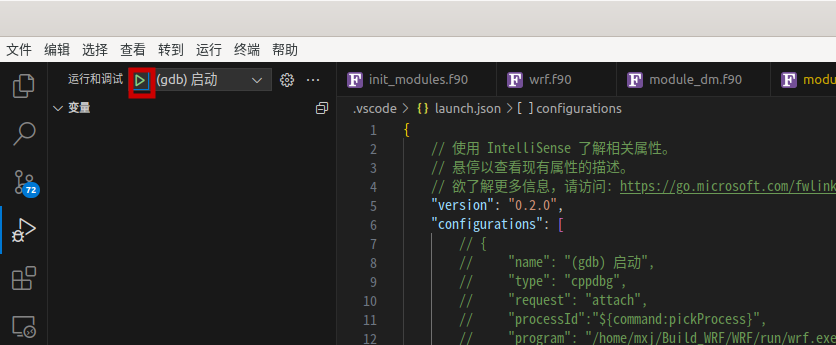 文件 编辑 选择 查看 转到 运行 终端 帮助
运行和调试 (gdb) 启动
变量
72
init_modules.f90 wrf.f90 module_dm.f90 modu
.vscode > {} launch.json > [ ] configurations
1 {
2 // 使用 IntelliSense 了解相关属性。
3 // 悬停以查看现有属性的描述。
4 // 欲了解更多信息，请访问: https://go.microsoft.com/fwlink
5 "version": "0.2.0",
6 "configurations": [
7 // {
8 // "name": "(gdb) 启动",
9 // "type": "cppdbg",
10 // "request": "attach",
11 // "processId":"${command:pickProcess}",
12 // "program": "/home/mxj/Build_WRF/WRF/run/wrf.exe